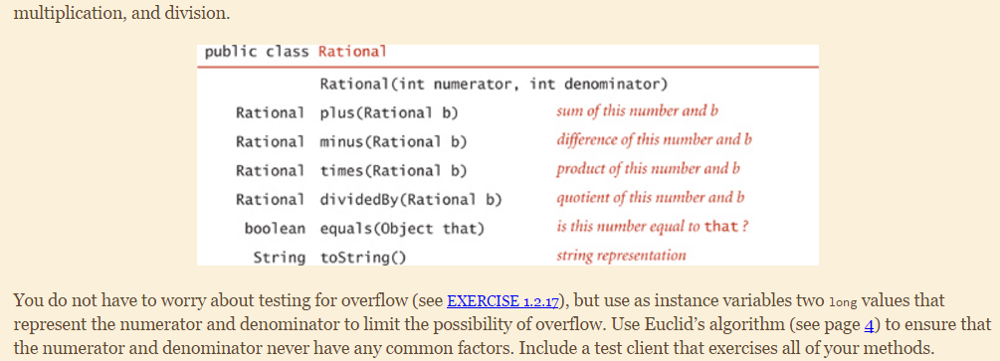 multiplication, and division.
public class Rational
Rational(int numerator, int denominator)
Rational plus(Rational b) sum of this number and b
Rational minus(Rational b) difference of this number and b
Rational times(Rational b) product of this number and b
Rational dividedBy(Rational b) quotient of this number and b
boolean equals(Object that) is this number equal to that ?
String toString() string representation
You do not have to worry about testing for overflow (see EXERCISE 1.2.17), but use as instance variables two long values that
represent the numerator and denominator to limit the possibility of overflow. Use Euclid’s algorithm (see page 4) to ensure that
the numerator and denominator never have any common factors. Include a test client that exercises all of your methods.